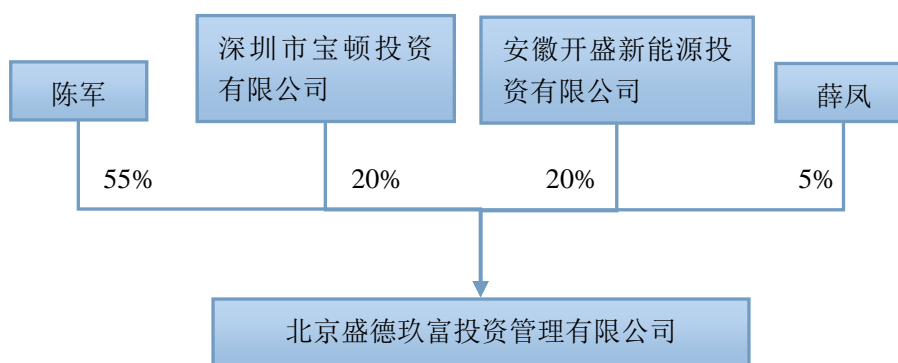 陈军
深圳市宝顿投资
有限公司
安徽开盛新能源投
资有限公司
薛凤
55%
20%
20%
5%
北京盛德玖富投资管理有限公司